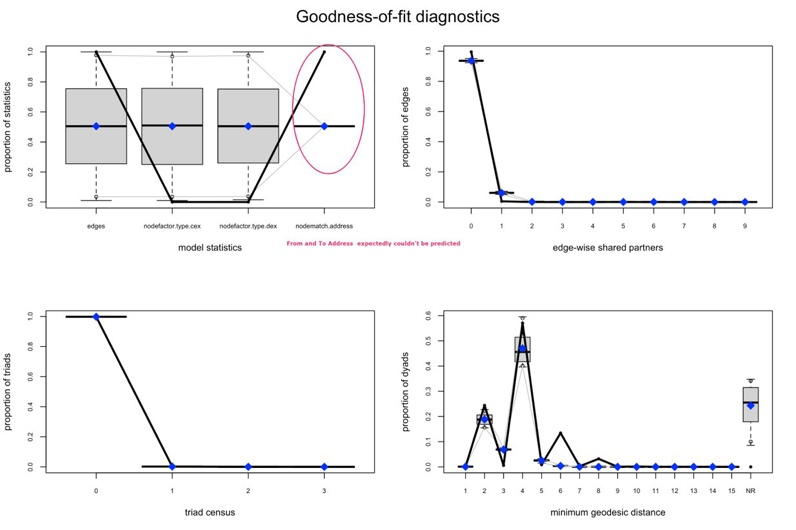 Goodness-of-fit diagnostics
proportion of statistics
1.0
0.8
0.6
0.4
0.2
0.0
edges nodefactor.type.cex nodefactor.type.dex nodematch.address
model statistics
From and To Address expectedly couldn't be predicted
proportion of edges
1.0
0.8
0.6
0.4
0.2
0.0
0 1 2 3 4 5 6 7 8 9
edge-wise shared partners
proportion of triads
1.0
0.8
0.6
0.4
0.2
0.0
0 1 2 3
triad census
proportion of dyads
0.6
0.5
0.4
0.3
0.2
0.1
0.0
1 2 3 4 5 6 7 8 9 10 11 12 13 14 15 NR
minimum geodesic distance